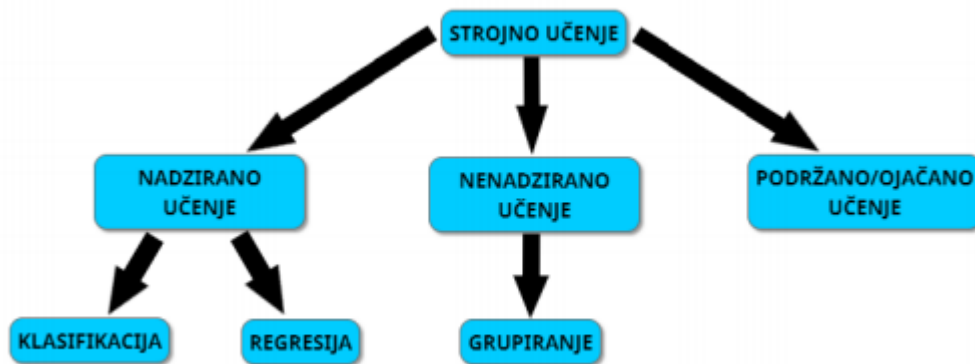 STROJNO UČENJE
NADZIRANO
UČENJE
NENADZIRANO
UČENJE
PODRŽANO/OJAČANO
UČENJE
KLASIFIKACIJA
REGRESIJA
GRUPIRANJE